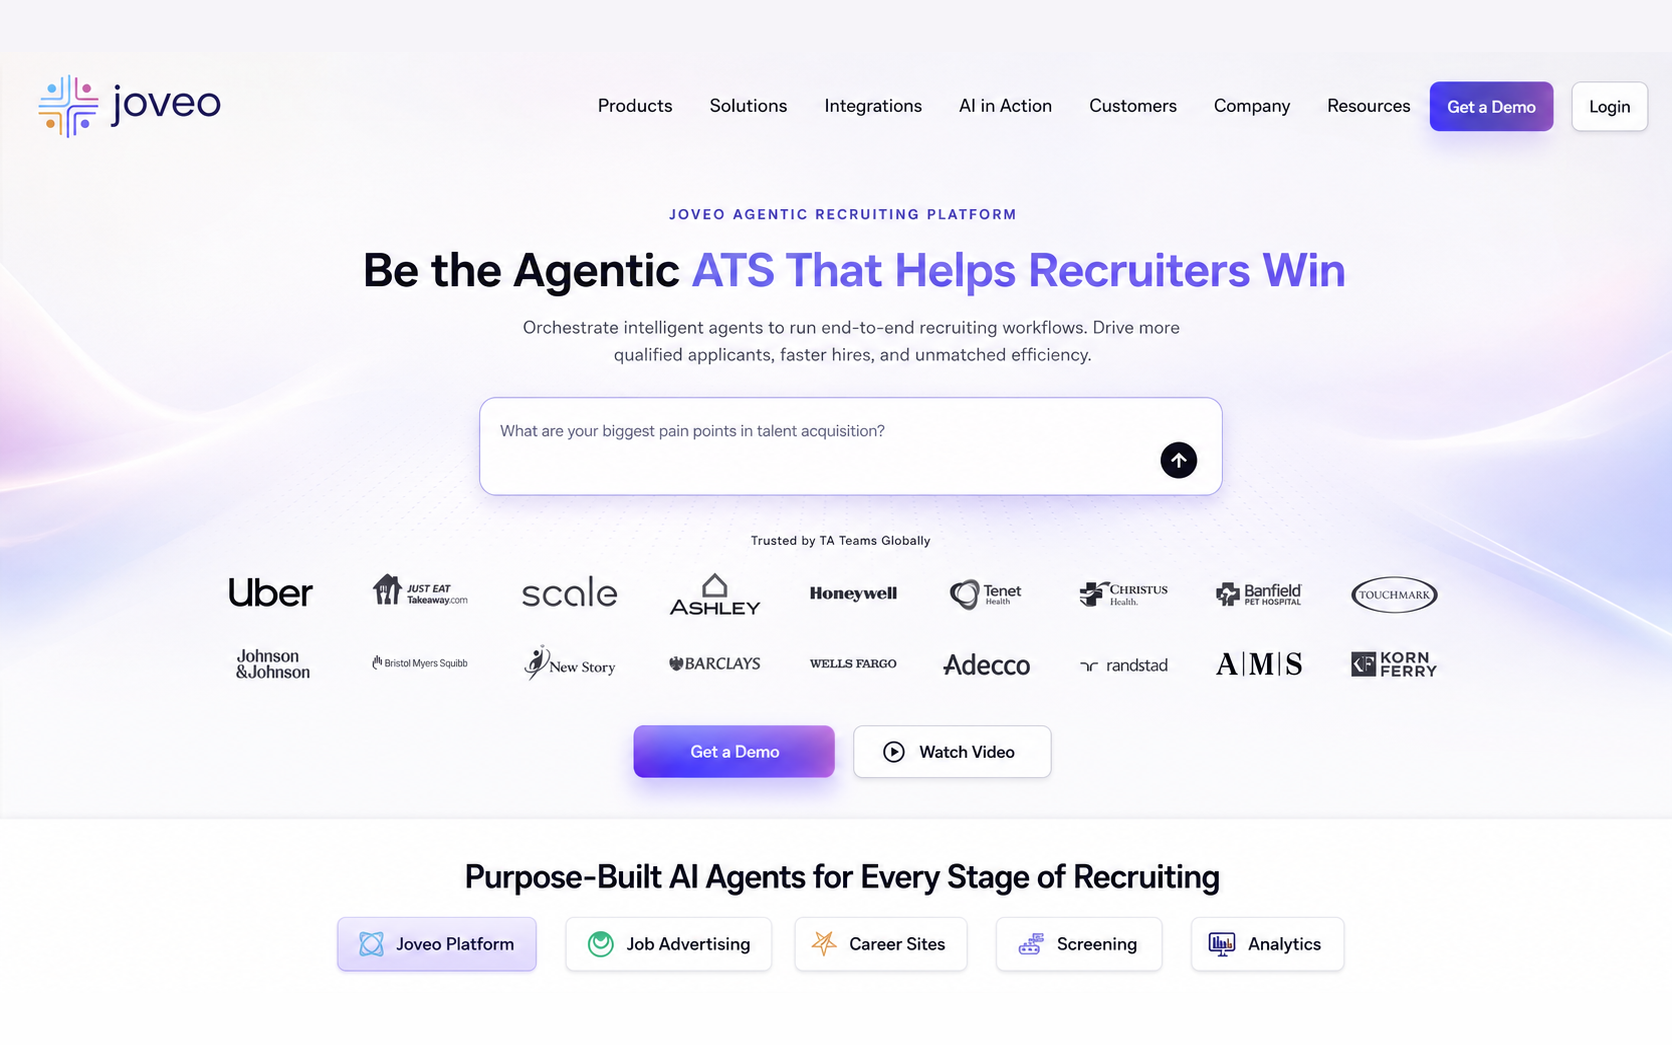 joveo
Products
Solutions
Integrations
AI in Action
Customers
Company
Resources
Get a Demo
Login
JOVEO AGENTIC RECRUITING PLATFORM
Be the Agentic ATS That Helps Recruiters Win
Orchestrate intelligent agents to run end-to-end recruiting workflows. Drive more
qualified applicants, faster hires, and unmatched efficiency.
What are your biggest pain points in talent acquisition?
Trusted by TA Teams Globally
Uber
JUST EAT
Takeaway.com
scale
ASHLEY
Honeywell
Tenet
Health
CHRISTUS
Health.
Banfield
PET HOSPITAL
TOUCHMARK
Johnson
&Johnson
Bristol Myers Squibb
New Story
BARCLAYS
WELLS FARGO
Adecco
randstad
A|M|S
KF
KORN
FERRY
Get a Demo
Watch Video
Purpose-Built AI Agents for Every Stage of Recruiting
Joveo Platform
Job Advertising
Career Sites
Screening
Analytics